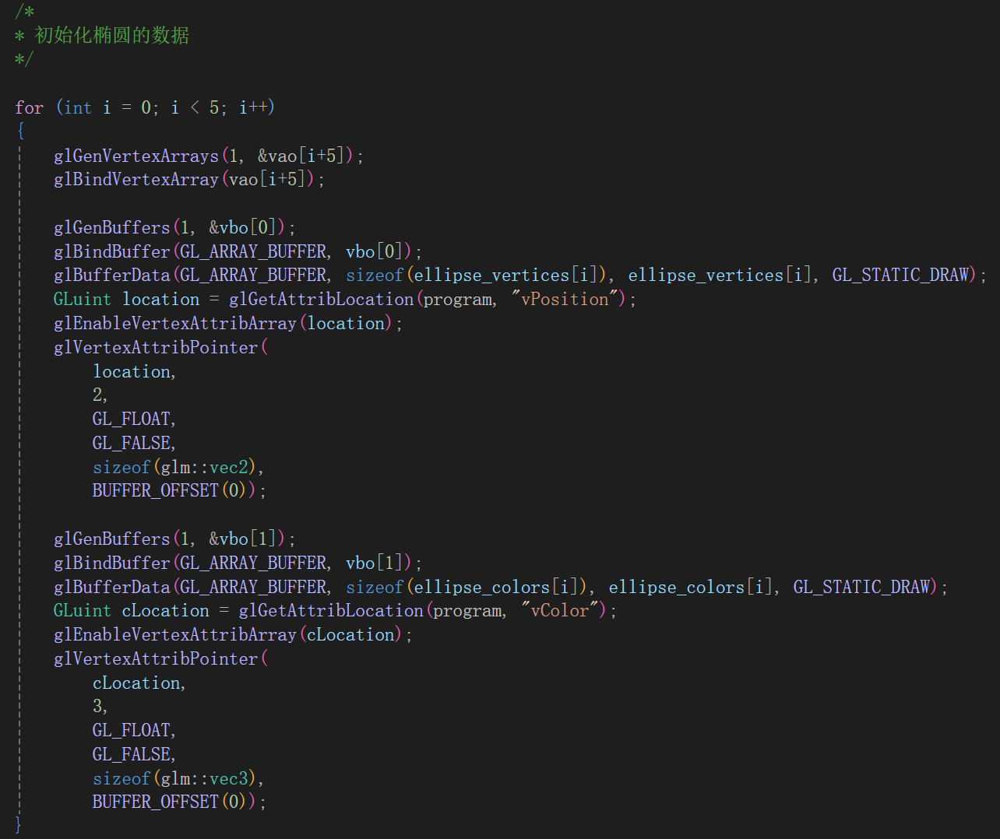 /*
* 初始化椭圆的数据
*/
for (int i = 0; i < 5; i++)
{
glGenVertexArrays(1, &vao[i+5]);
glBindVertexArray(vao[i+5]);
glGenBuffers(1, &vbo[0]);
glBindBuffer(GL_ARRAY_BUFFER, vbo[0]);
glBufferData(GL_ARRAY_BUFFER, sizeof(ellipse_vertices[i]), ellipse_vertices[i], GL_STATIC_DRAW);
GLuint location = glGetAttribLocation(program, "vPosition");
glEnableVertexAttribArray(location);
glVertexAttribPointer(
location,
2,
GL_FLOAT,
GL_FALSE,
sizeof(glm::vec2),
BUFFER_OFFSET(0));
glGenBuffers(1, &vbo[1]);
glBindBuffer(GL_ARRAY_BUFFER, vbo[1]);
glBufferData(GL_ARRAY_BUFFER, sizeof(ellipse_colors[i]), ellipse_colors[i], GL_STATIC_DRAW);
GLuint cLocation = glGetAttribLocation(program, "vColor");
glEnableVertexAttribArray(cLocation);
glVertexAttribPointer(
cLocation,
3,
GL_FLOAT,
GL_FALSE,
sizeof(glm::vec3),
BUFFER_OFFSET(0));
}